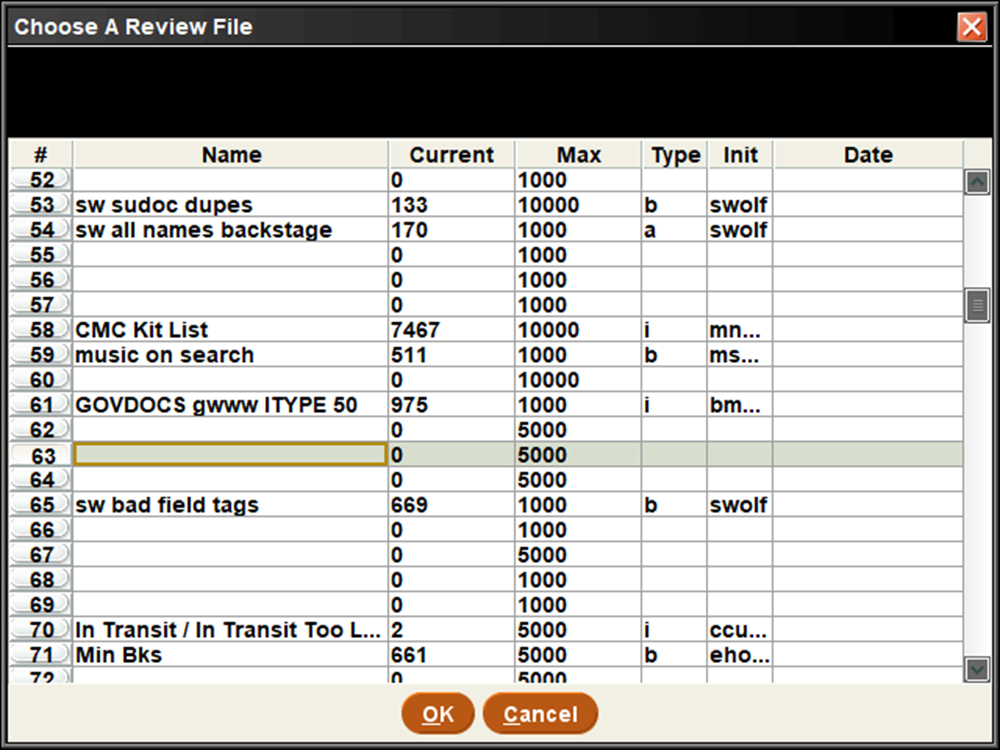 Choose A Review File
# Name Current Max Type Init Date
52 0 1000
53 sw sudoc dupes 133 10000 b swolf
54 sw all names backstage 170 1000 a swolf
55 0 1000
56 0 1000
57 0 1000
58 CMC Kit List 7467 10000 i mn...
59 music on search 511 1000 b ms...
60 0 10000
61 GOVDOCS gwww ITYPE 50 975 1000 i bm...
62 0 5000
63 0 5000
64 0 5000
65 sw bad field tags 669 1000 b swolf
66 0 1000
67 0 5000
68 0 1000
69 0 1000
70 In Transit / In Transit Too L... 2 5000 i ccu...
71 Min Bks 661 5000 b eho...
72 0 5000
OK Cancel